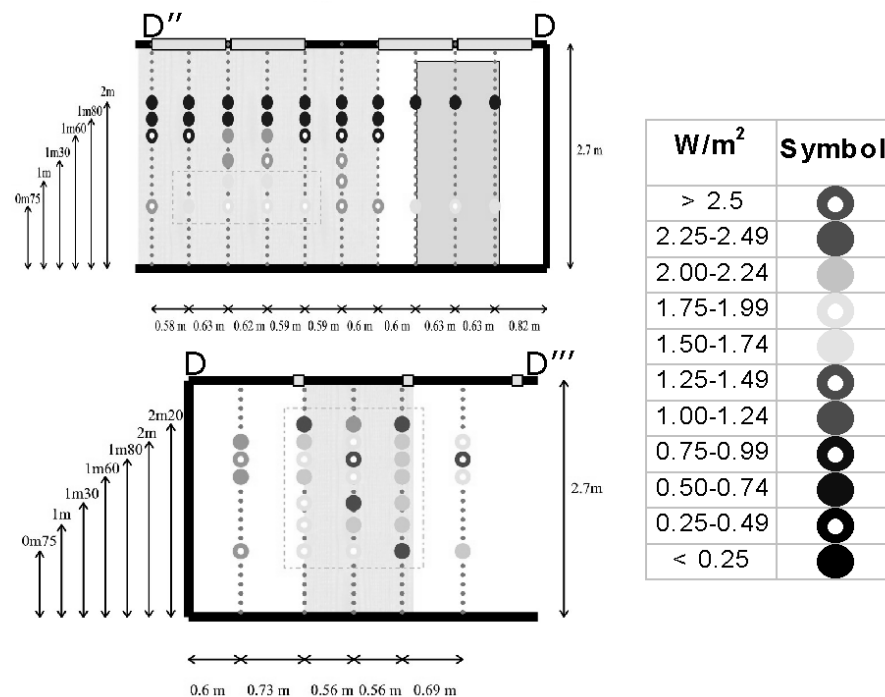 D'' D
2m
1m80
1m60
1m30
1m
0m75
2.7 m
0.58 m 0.63 m 0.62 m 0.59 m 0.59 m 0.6 m 0.6 m 0.63 m 0.63 m 0.82 m
D D'''
2m20
2m
1m80
1m60
1m30
1m
0m75
2.7m
0.6 m 0.73 m 0.56 m 0.56 m 0.69 m
W/m² Symbol
> 2.5
2.25-2.49
2.00-2.24
1.75-1.99
1.50-1.74
1.25-1.49
1.00-1.24
0.75-0.99
0.50-0.74
0.25-0.49
< 0.25